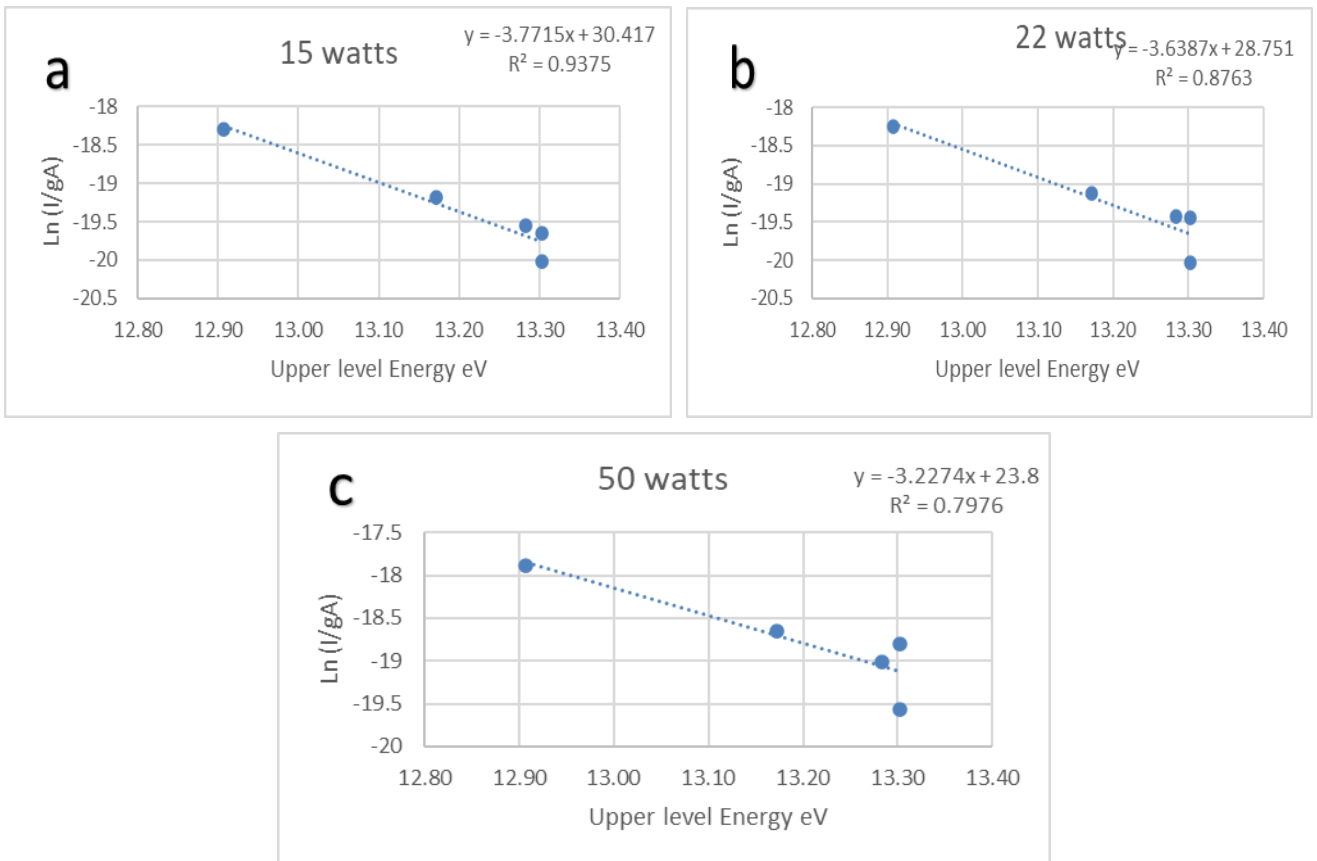 a
15 watts
y = -3.7715x + 30.417
R² = 0.9375
-18
-18.5
-19
-19.5
-20
-20.5
Ln (I/gA)
12.80 12.90 13.00 13.10 13.20 13.30 13.40
Upper level Energy eV
b
22 watts
y = -3.6387x + 28.751
R² = 0.8763
-18
-18.5
-19
-19.5
-20
-20.5
Ln (I/gA)
12.80 12.90 13.00 13.10 13.20 13.30 13.40
Upper level Energy eV
c
50 watts
y = -3.2274x + 23.8
R² = 0.7976
-17.5
-18
-18.5
-19
-19.5
-20
Ln (I/gA)
12.80 12.90 13.00 13.10 13.20 13.30 13.40
Upper level Energy eV